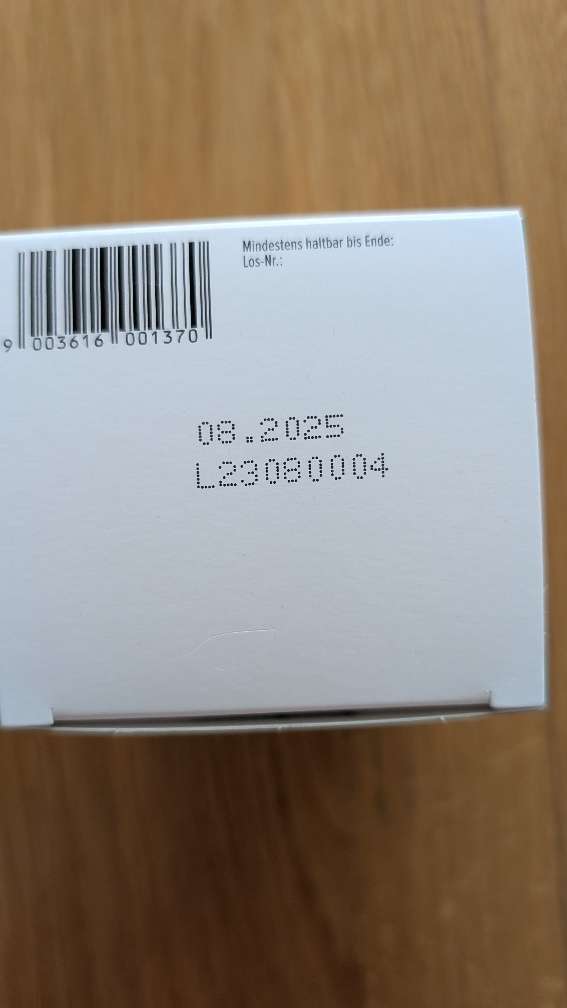 Mindestens haltbar bis Ende:
Los-Nr.:
9 003616 001370
08.2025
L23080004